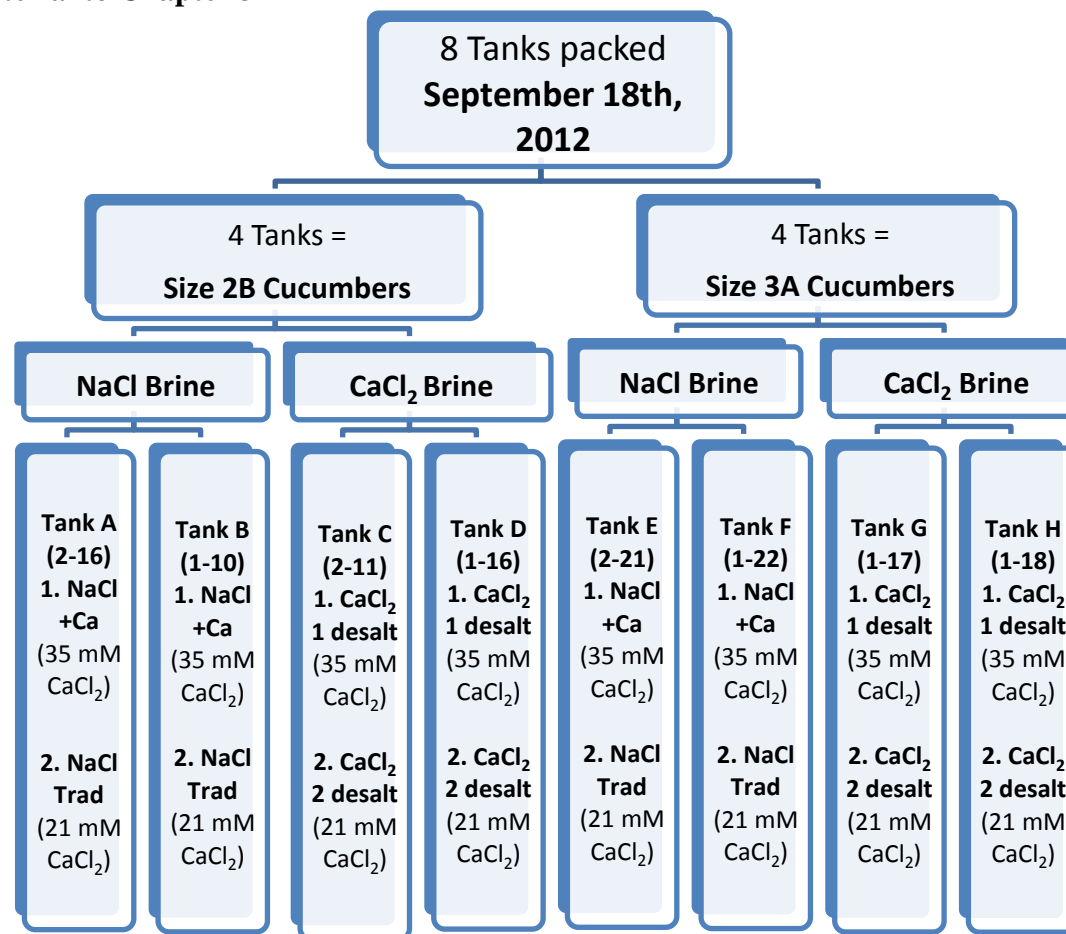 8 Tanks packed
September 18th,
2012
4 Tanks =
Size 2B Cucumbers
4 Tanks =
Size 3A Cucumbers
NaCl Brine
CaCl₂ Brine
NaCl Brine
CaCl₂ Brine
Tank A
(2-16)
1. NaCl
+Ca
(35 mM
CaCl₂)
2. NaCl
Trad
(21 mM
CaCl₂)
Tank B
(1-10)
1. NaCl
+Ca
(35 mM
CaCl₂)
2. NaCl
Trad
(21 mM
CaCl₂)
Tank C
(2-11)
1. CaCl₂
1 desalt
(35 mM
CaCl₂)
2. CaCl₂
2 desalt
(21 mM
CaCl₂)
Tank D
(1-16)
1. CaCl₂
1 desalt
(35 mM
CaCl₂)
2. CaCl₂
2 desalt
(21 mM
CaCl₂)
Tank E
(2-21)
1. NaCl
+Ca
(35 mM
CaCl₂)
2. NaCl
Trad
(21 mM
CaCl₂)
Tank F
(1-22)
1. NaCl
+Ca
(35 mM
CaCl₂)
2. NaCl
Trad
(21 mM
CaCl₂)
Tank G
(1-17)
1. CaCl₂
1 desalt
(35 mM
CaCl₂)
2. CaCl₂
2 desalt
(21 mM
CaCl₂)
Tank H
(1-18)
1. CaCl₂
1 desalt
(35 mM
CaCl₂)
2. CaCl₂
2 desalt
(21 mM
CaCl₂)